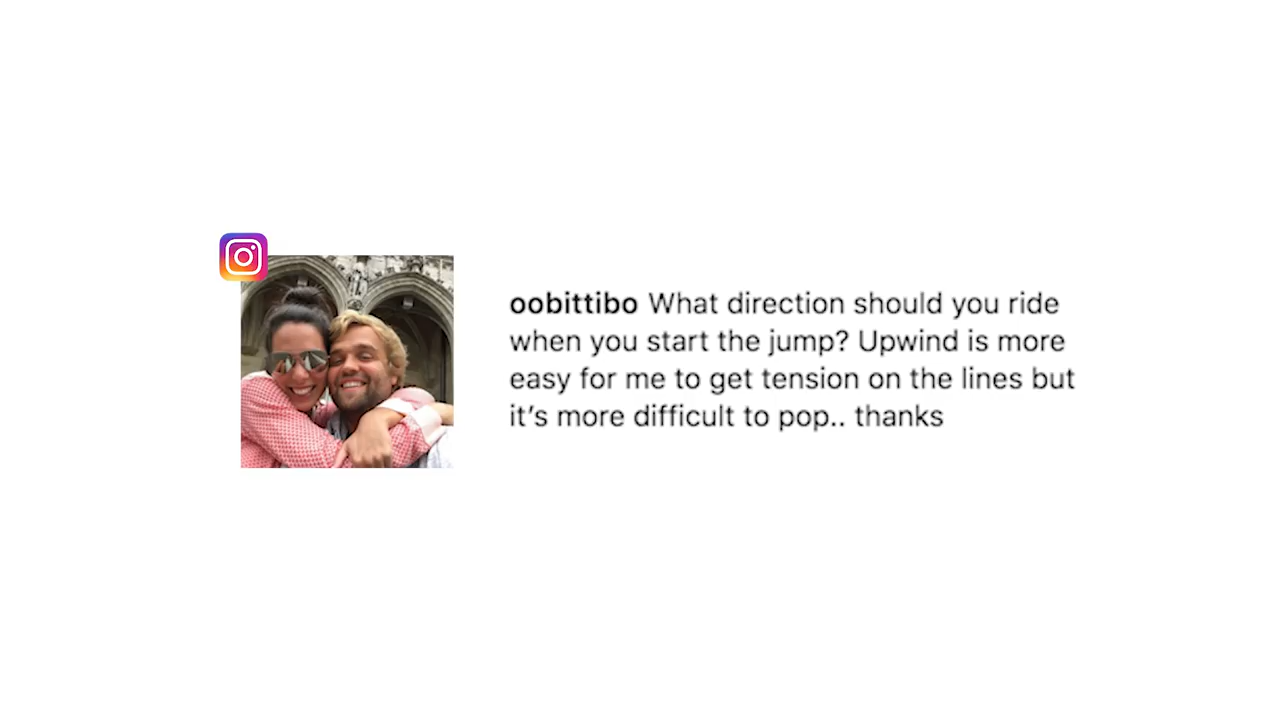 oobittibo What direction should you ride
when you start the jump? Upwind is more
easy for me to get tension on the lines but
it's more difficult to pop.. thanks